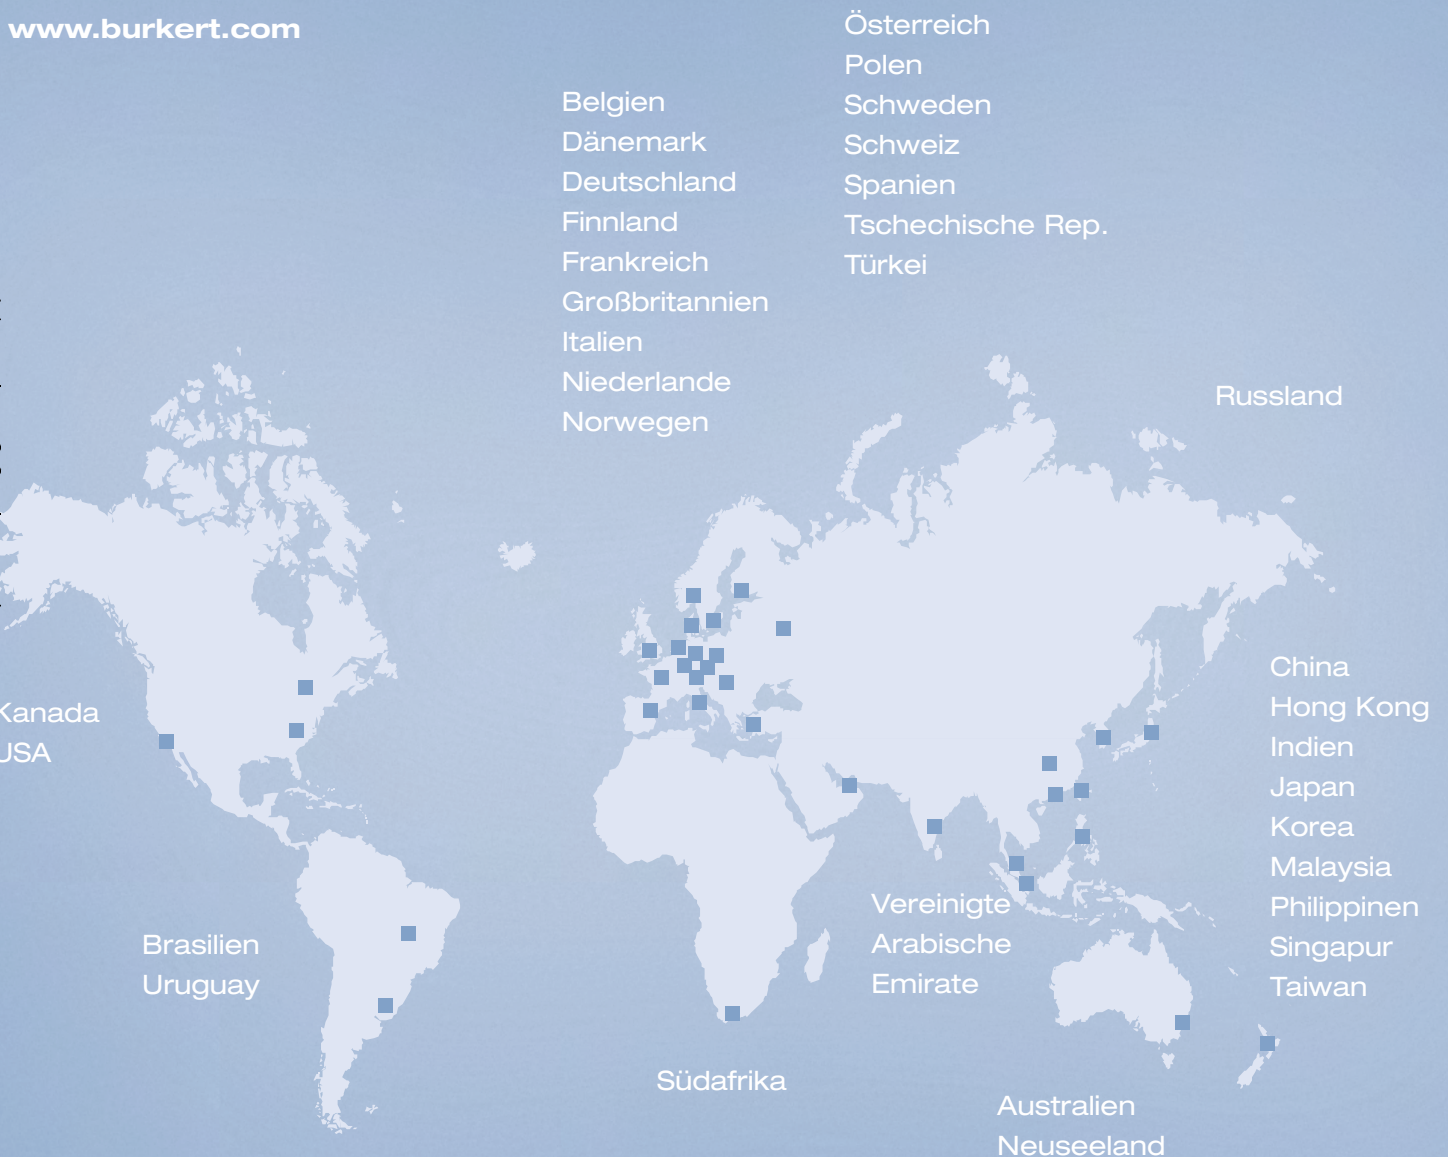 www.burkert.com
Belgien
Dänemark
Deutschland
Finnland
Frankreich
Großbritannien
Italien
Niederlande
Norwegen
Österreich
Polen
Schweden
Schweiz
Spanien
Tschechische Rep.
Türkei
Russland
Kanada
USA
Brasilien
Uruguay
Südafrika
Vereinigte
Arabische
Emirate
China
Hong Kong
Indien
Japan
Korea
Malaysia
Philippinen
Singapur
Taiwan
Australien
Neuseeland